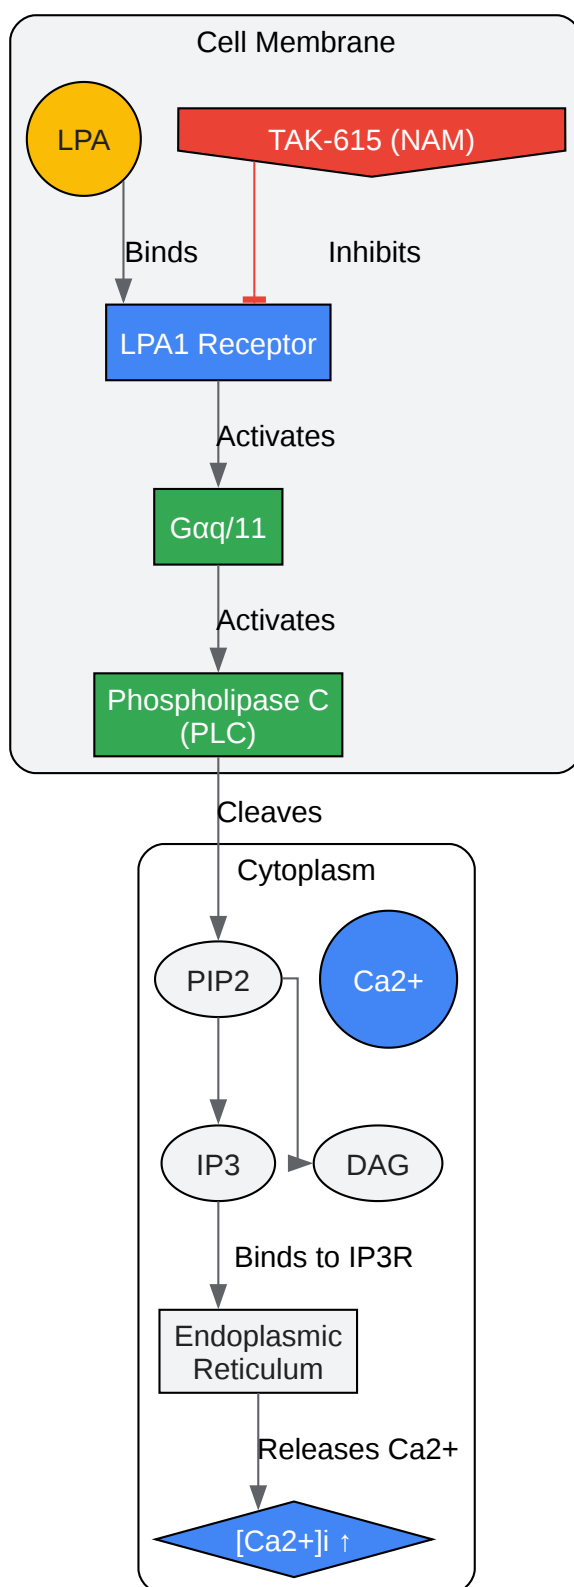 Cell Membrane
LPA
TAK-615 (NAM)
Binds
Inhibits
LPA1 Receptor
Activates
Gαq/11
Activates
Phospholipase C
(PLC)
Cleaves
Cytoplasm
PIP2
Ca2+
IP3
DAG
Binds to IP3R
Endoplasmic
Reticulum
Releases Ca2+
[Ca2+]i ↑